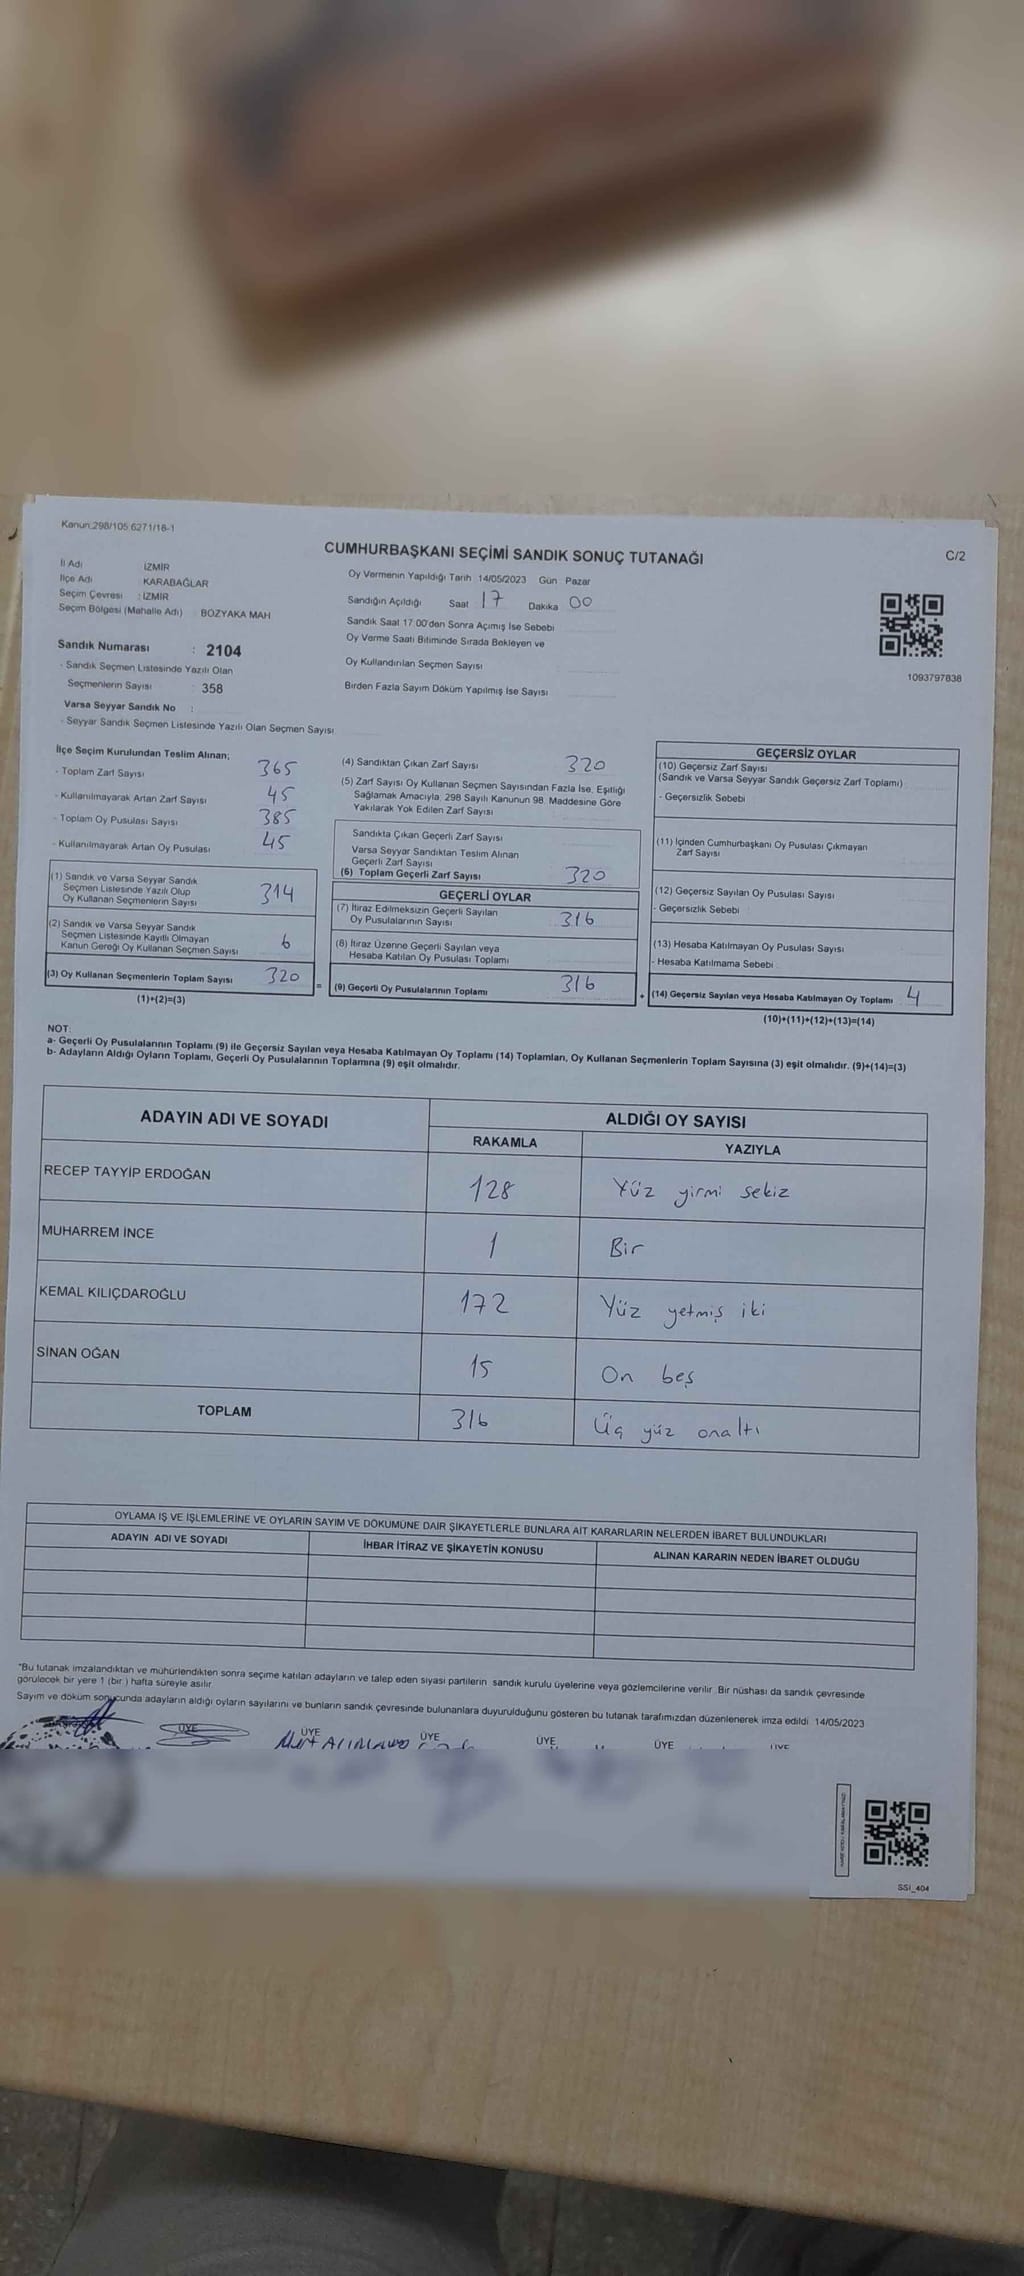 Kanun:298/105 6271/18-1
CUMHURBAŞKANI SEÇİMİ SANDIK SONUÇ TUTANAĞI
C/2
İl Adı İZMİR
İlçe Adı KARABAĞLAR
Seçim Çevresi : İZMİR
Seçim Bölgesi (Mahalle Adı) BOZYAKA MAH
Oy Vermenin Yapıldığı Tarih 14/05/2023 Gün Pazar
Sandığın Açıldığı Saat 17 Dakika 00
Sandık Saat 17:00'den Sonra Açımış İse Sebebi
Oy Verme Saati Bitiminde Sırada Bekleyen ve
Oy Kullandırılan Seçmen Sayısı
Birden Fazla Sayım Döküm Yapılmış İse Sayısı
1093797838
Sandık Numarası : 2104
- Sandık Seçmen Listesinde Yazılı Olan
Seçmenlerin Sayısı 358
Varsa Seyyar Sandık No :
- Seyyar Sandık Seçmen Listesinde Yazılı Olan Seçmen Sayısı
İlçe Seçim Kurulundan Teslim Alınan;
- Toplam Zarf Sayısı 365
- Kullanılmayarak Artan Zarf Sayısı 45
- Toplam Oy Pusulası Sayısı 385
- Kullanılmayarak Artan Oy Pusulası 45
(1) Sandık ve Varsa Seyyar Sandık
Seçmen Listesinde Yazılı Olup
Oy Kullanan Seçmenlerin Sayısı 314
(2) Sandık ve Varsa Seyyar Sandık
Seçmen Listesinde Kayıtlı Olmayan
Kanun Gereği Oy Kullanan Seçmen Sayısı 6
(3) Oy Kullanan Seçmenlerin Toplam Sayısı 320
(1)+(2)=(3)
=
(4) Sandıktan Çıkan Zarf Sayısı 320
(5) Zarf Sayısı Oy Kullanan Seçmen Sayısından Fazla İse, Eşitliği
Sağlamak Amacıyla, 298 Sayılı Kanunun 98. Maddesine Göre
Yakılarak Yok Edilen Zarf Sayısı
Sandıkta Çıkan Geçerli Zarf Sayısı
Varsa Seyyar Sandıktan Teslim Alınan
Geçerli Zarf Sayısı
(6) Toplam Geçerli Zarf Sayısı 320
GEÇERLİ OYLAR
(7) İtiraz Edilmeksizin Geçerli Sayılan
Oy Pusulalarının Sayısı 316
(8) İtiraz Üzerine Geçerli Sayılan veya
Hesaba Katılan Oy Pusulası Toplamı
(9) Geçerli Oy Pusulalarının Toplamı 316
+
GEÇERSİZ OYLAR
(10) Geçersiz Zarf Sayısı
(Sandık ve Varsa Seyyar Sandık Geçersiz Zarf Toplamı)
- Geçersizlik Sebebi
(11) İçinden Cumhurbaşkanı Oy Pusulası Çıkmayan
Zarf Sayısı
(12) Geçersiz Sayılan Oy Pusulası Sayısı
- Geçersizlik Sebebi
(13) Hesaba Katılmayan Oy Pusulası Sayısı
- Hesaba Katılmama Sebebi
(14) Geçersiz Sayılan veya Hesaba Katılmayan Oy Toplamı 4
(10)+(11)+(12)+(13)=(14)
NOT:
a- Geçerli Oy Pusulalarının Toplamı (9) ile Geçersiz Sayılan veya Hesaba Katılmayan Oy Toplamı (14) Toplamları, Oy Kullanan Seçmenlerin Toplam Sayısına (3) eşit olmalıdır. (9)+(14)=(3)
b- Adayların Aldığı Oyların Toplamı, Geçerli Oy Pusulalarının Toplamına (9) eşit olmalıdır.
ADAYIN ADI VE SOYADI ALDIĞI OY SAYISI
RAKAMLA YAZIYLA
RECEP TAYYİP ERDOĞAN 128 Yüz yirmi sekiz
MUHARREM İNCE 1 Bir
KEMAL KILIÇDAROĞLU 172 Yüz yetmiş iki
SİNAN OĞAN 15 On beş
TOPLAM 316 Üç yüz onaltı
OYLAMA İŞ VE İŞLEMLERİNE VE OYLARIN SAYIM VE DÖKÜMÜNE DAİR ŞİKAYETLERLE BUNLARA AİT KARARLARIN NELERDEN İBARET BULUNDUKLARI
ADAYIN ADI VE SOYADI İHBAR İTİRAZ VE ŞİKAYETİN KONUSU ALINAN KARARIN NEDEN İBARET OLDUĞU
*Bu tutanak imzalandıktan ve mühürlendikten sonra seçime katılan adayların ve talep eden siyasi partilerin sandık kurulu üyelerine veya gözlemcilerine verilir. Bir nüshası da sandık çevresinde
görülecek bir yere 1 (bir ) hafta süreyle asılır.
Sayım ve döküm sonucunda adayların aldığı oyların sayılarını ve bunların sandık çevresinde bulunanlara duyurulduğunu gösteren bu tutanak tarafımızdan düzenlenerek imza edildi 14/05/2023
ÜYE ÜYE ÜYE ÜYE ÜYE ÜYE
SSI_404